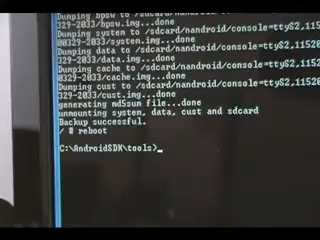 Dumping bpsw to /sdcard/nandroid/console=ttyS2,1152
329-2033/bpsw.img...done
Dumping system to /sdcard/nandroid/console=ttyS2,115
00329-2033/system.img...done
Dumping data to /sdcard/nandroid/console=ttyS2,11520
329-2033/data.img...done
Dumping cache to /sdcard/nandroid/console=ttyS2,1152
0329-2033/cache.img...done
Dumping cust to /sdcard/nandroid/console=ttyS2,11520
329-2033/cust.img...done
generating md5sum file...done
unmounting system, data, cust and sdcard
Backup successful.
/ # reboot
C:\AndroidSDK\tools>_